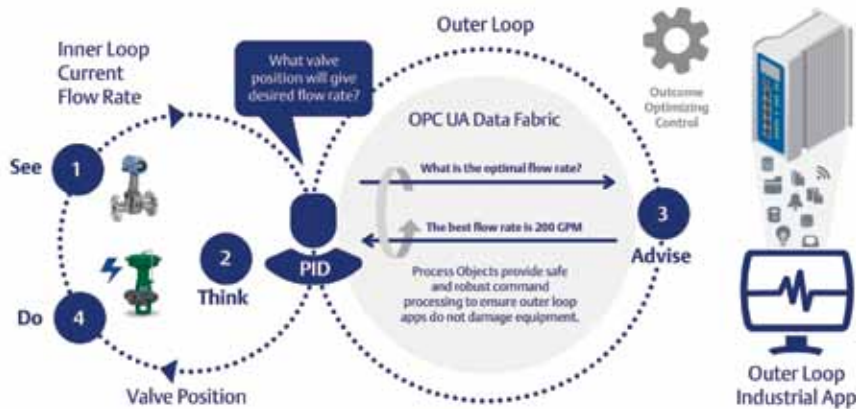 Inner Loop
Current
Flow Rate
What valve
position will give
desired flow rate?
Outer Loop
Outcome
Optimizing
Control
OPC UA Data Fabric
What is the optimal flow rate?
See
1
The best flow rate is 200 GPM
3
Advise
2
Think
PID
Process Objects provide safe
and robust command
processing to ensure outer loop
apps do not damage equipment.
Do
4
Valve Position
Outer Loop
Industrial App